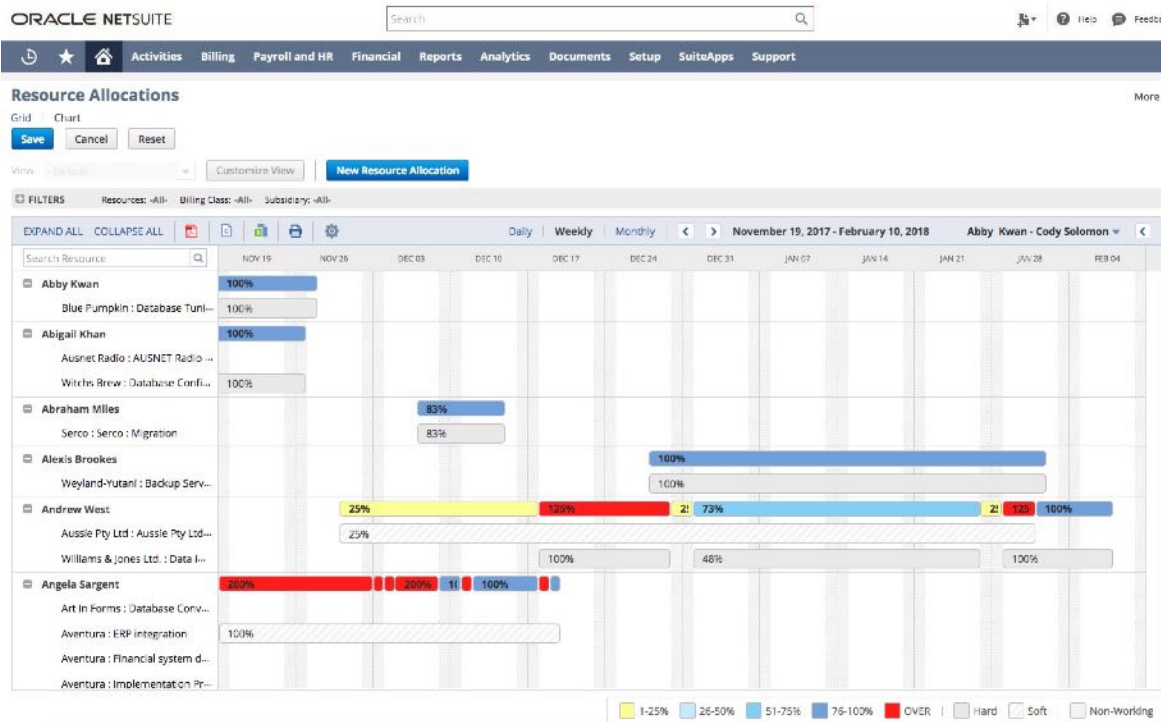 ORACLE NETSUITE Search Help
Activities Billing Payroll and HR Financial Reports Analytics Documents Setup SuiteApps Support
Resource Allocations More
Grid Chart
Save Cancel Reset
View Customize View New Resource Allocation
FILTERS Resources: -All- Billing Class: -All- Subsidiary: -All-
EXPAND ALL COLLAPSE ALL Daily Weekly Monthly November 19, 2017 - February 10, 2018 Abby Kwan - Cody Solomon
Search Resource NOV 19 NOV 26 DEC 03 DEC 10 DEC 17 DEC 24 DEC 31 JAN 07 JAN 14 JAN 21 JAN 28 FEB 04
Abby Kwan 100%
Blue Pumpkin : Database Tuni... 100%
Abigail Khan 100%
Ausnet Radio : AUSNET Radio ...
Witchs Brew : Database Confi... 100%
Abraham Miles 83%
Serco : Serco : Migration 83%
Alexis Brookes 100%
Weyland-Yutani : Backup Serv... 100%
Andrew West 25% 125% 73% 125 100%
Aussie Pty Ltd : Aussie Pty Ltd... 25%
Williams & Jones Ltd. : Data I... 100% 48% 100%
Angela Sargent 200% 200% 100%
Art In Forms : Database Conv...
Aventura : ERP integration 100%
Aventura : Financial system d...
Aventura : Implementation Pr...
1-25% 26-50% 51-75% 76-100% OVER Hard Soft Non-Working